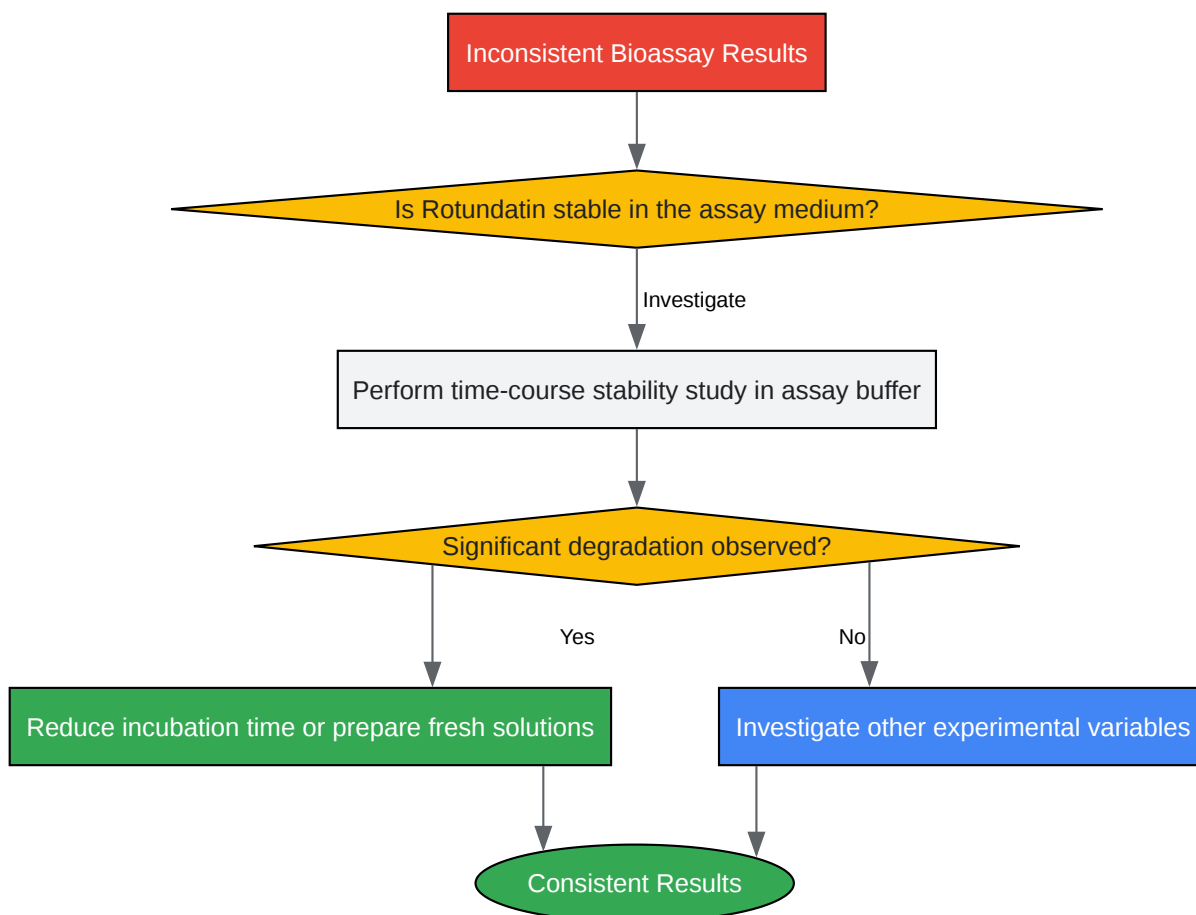 Inconsistent Bioassay Results
Is Rotundatin stable in the assay medium?
Investigate
Perform time-course stability study in assay buffer
Significant degradation observed?
Yes
No
Reduce incubation time or prepare fresh solutions
Investigate other experimental variables
Consistent Results